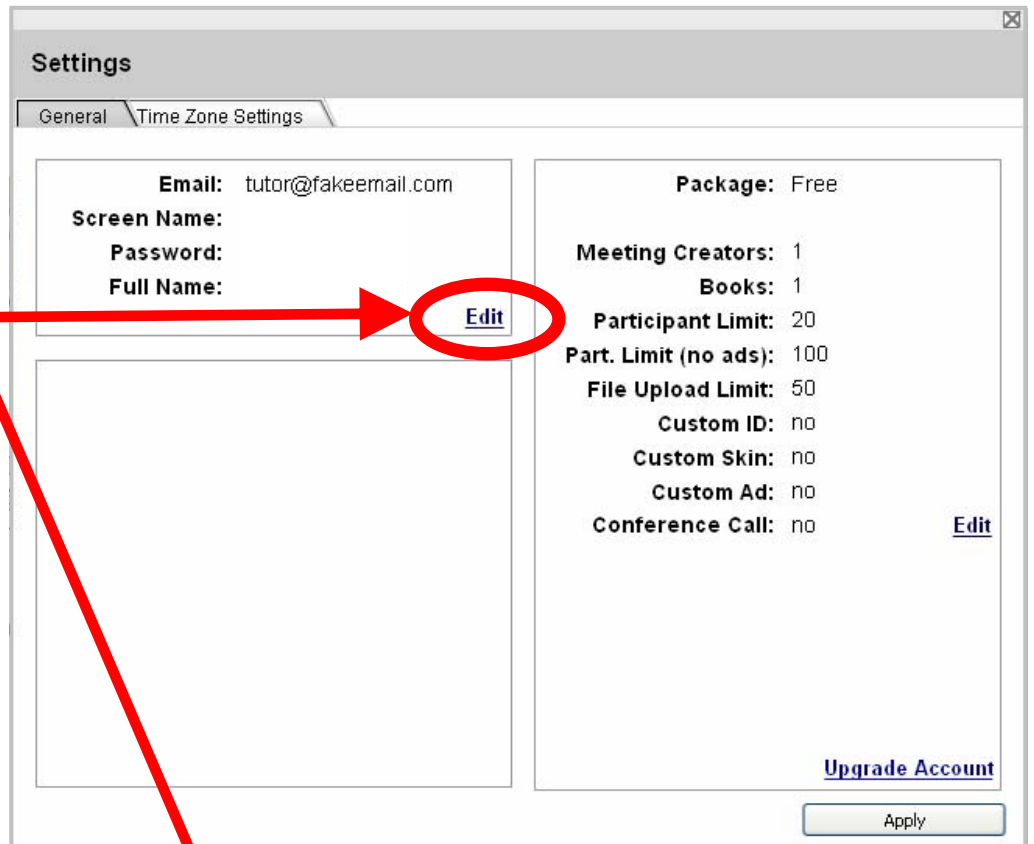 Settings
General Time Zone Settings
Email: tutor@fakeemail.com
Screen Name:
Password:
Full Name:
Edit
Package: Free
Meeting Creators: 1
Books: 1
Participant Limit: 20
Part. Limit (no ads): 100
File Upload Limit: 50
Custom ID: no
Custom Skin: no
Custom Ad: no
Conference Call: no Edit
Upgrade Account
Apply